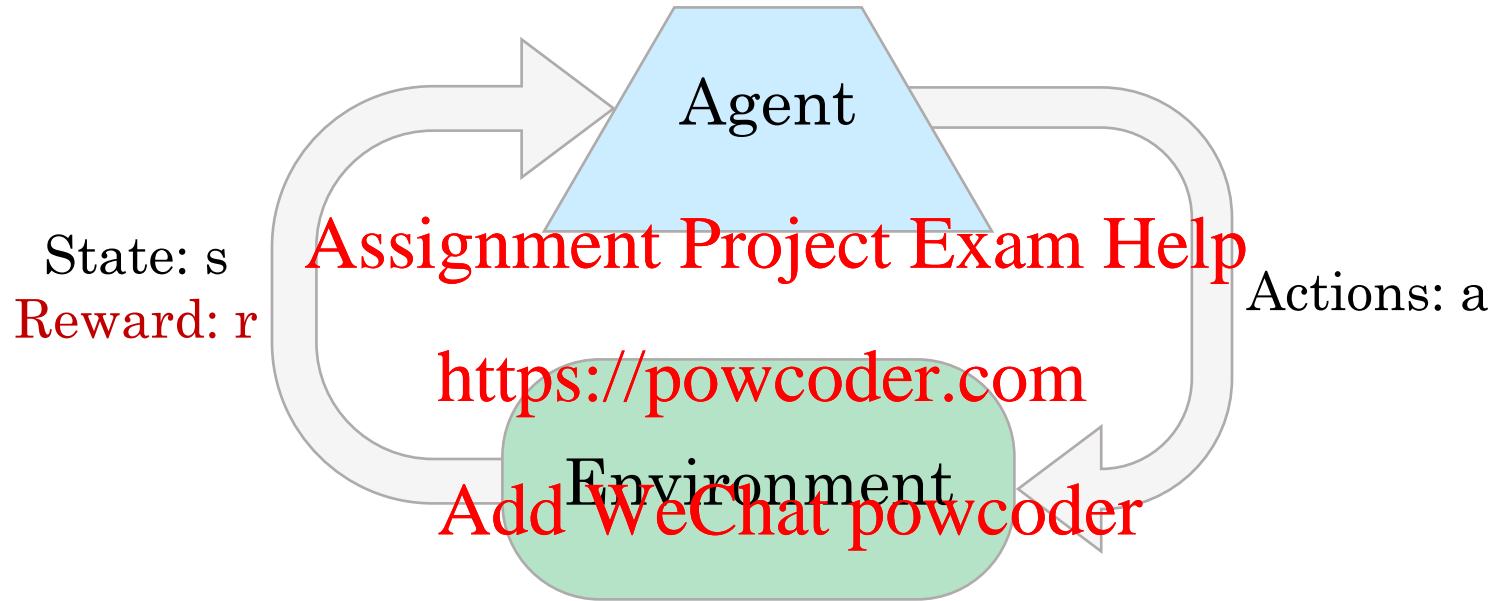 Agent
Assignment Project Exam Help
State: s
Reward: r
Actions: a
https://powcoder.com
Environment
Add WeChat powcoder